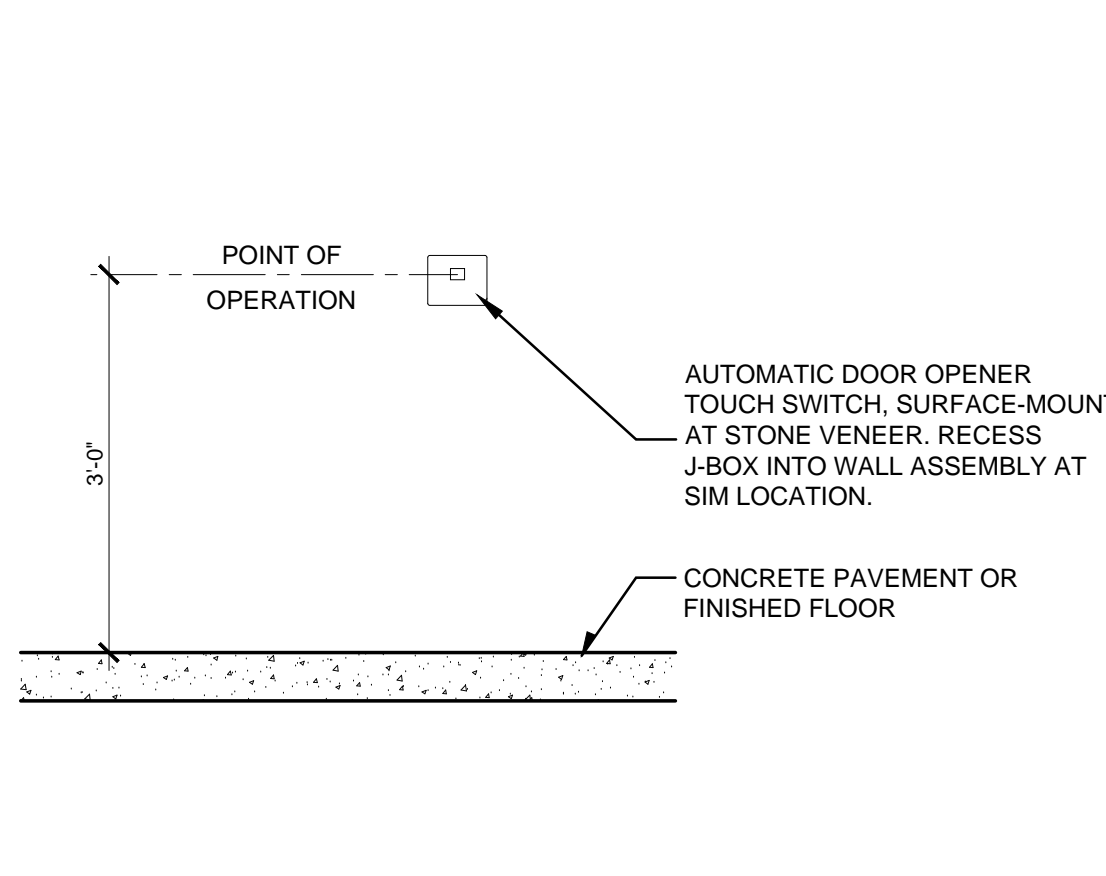 POINT OF
OPERATION
3'-0"
AUTOMATIC DOOR OPENER
TOUCH SWITCH, SURFACE-MOUNT
AT STONE VENEER. RECESS
J-BOX INTO WALL ASSEMBLY AT
SIM LOCATION.
CONCRETE PAVEMENT OR
FINISHED FLOOR